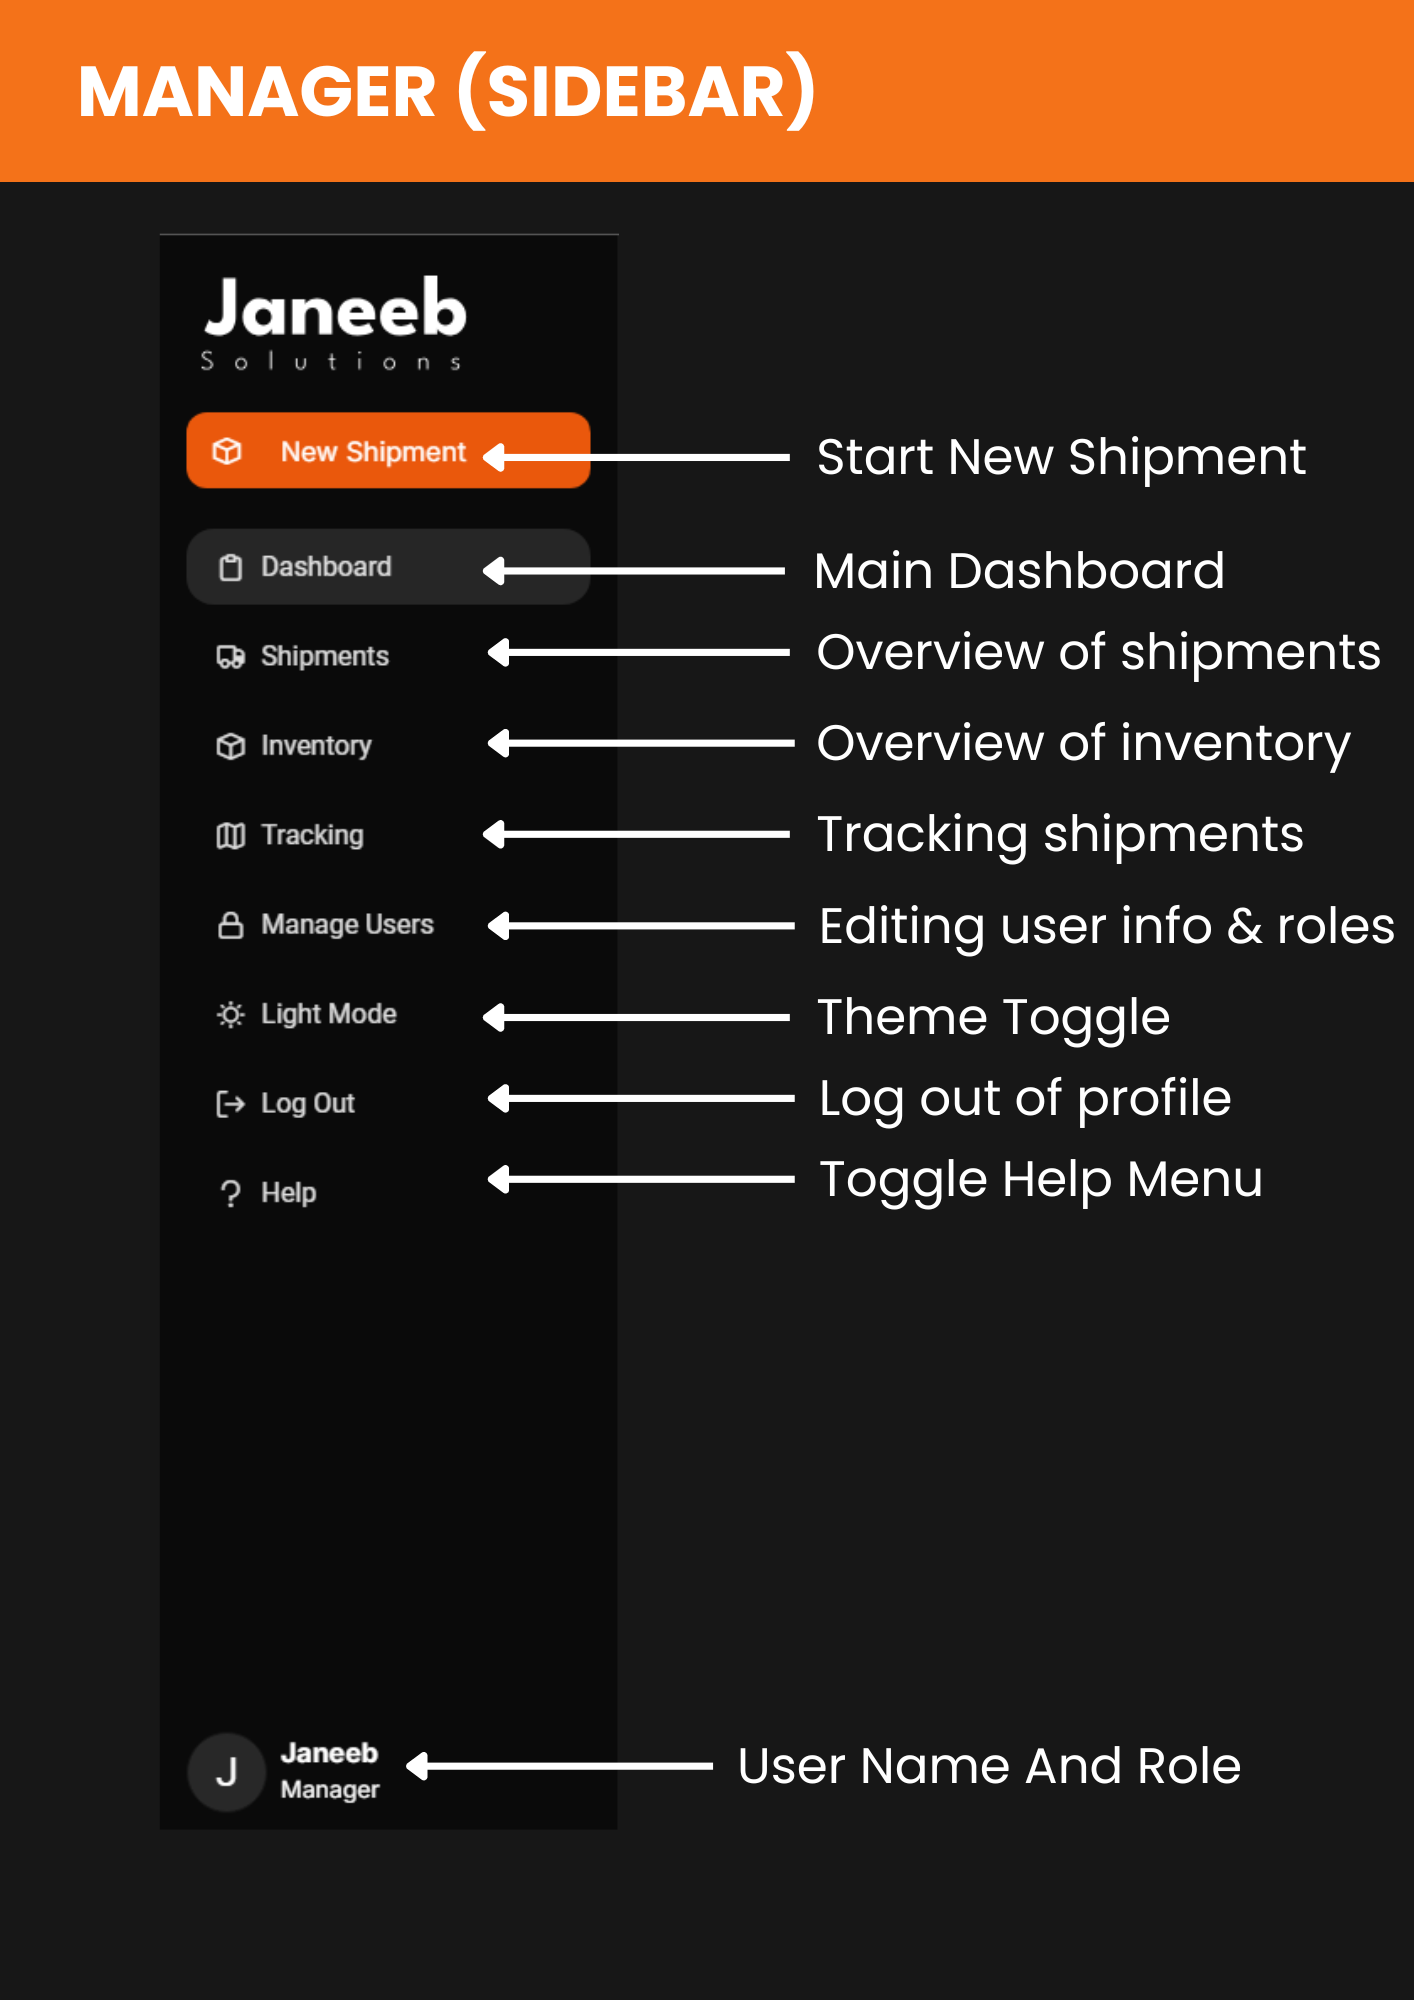 MANAGER (SIDEBAR)
Janeeb
Solutions
New Shipment
Start New Shipment
Dashboard
Main Dashboard
Shipments
Overview of shipments
Inventory
Overview of inventory
Tracking
Tracking shipments
Manage Users
Editing user info & roles
Light Mode
Theme Toggle
Log Out
Log out of profile
Help
Toggle Help Menu
J
Janeeb
Manager
User Name And Role